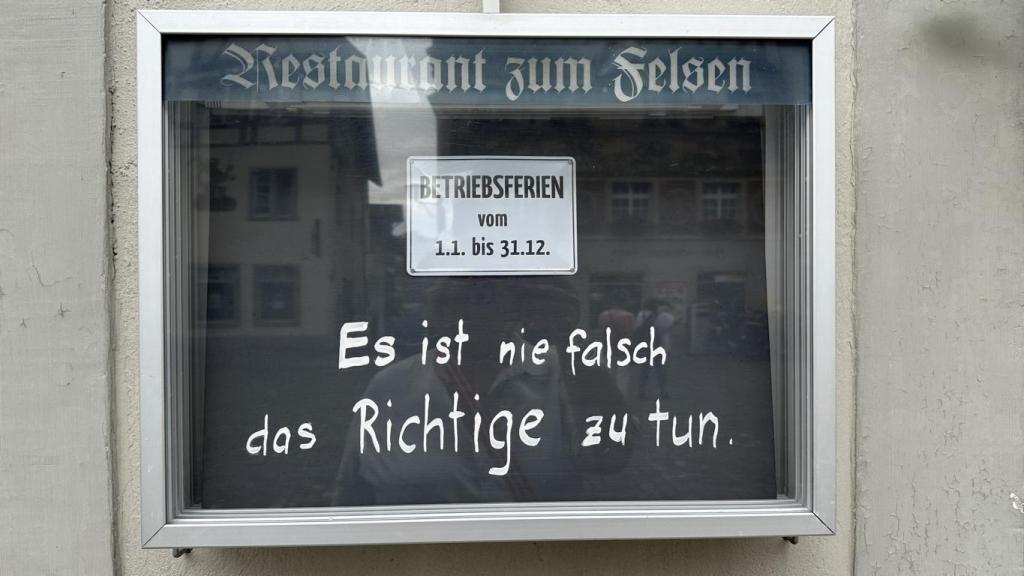 Restaurant zum Felsen
BETRIEBSFERIEN
vom
1.1. bis 31.12.
Es ist nie falsch
das Richtige zu tun.